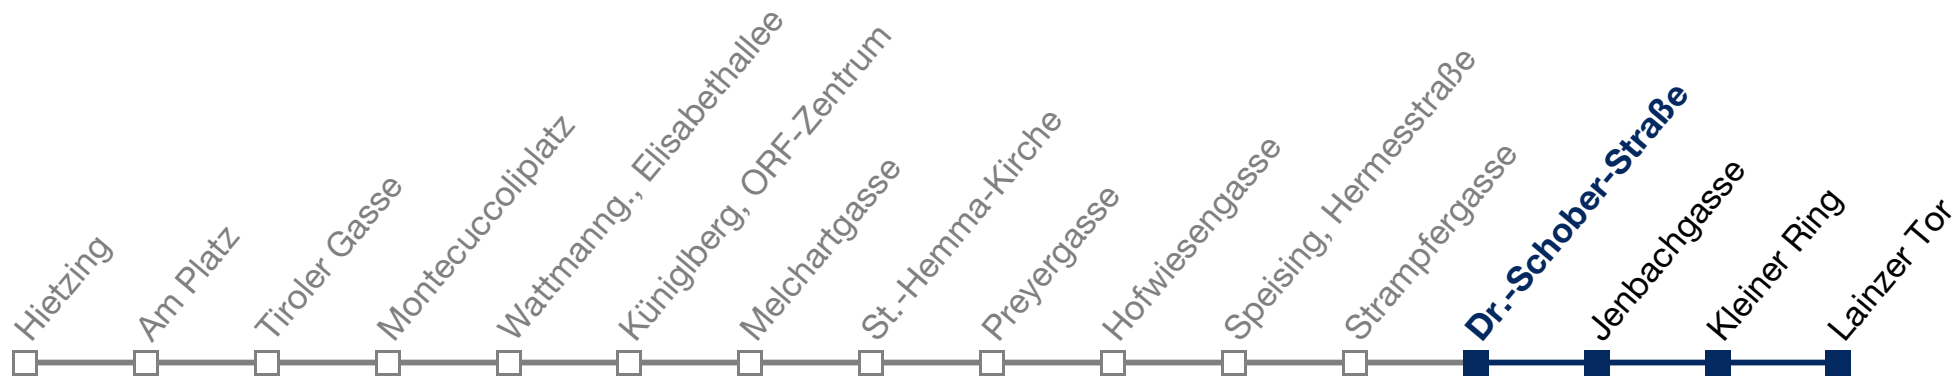 Hietzing
Am Platz
Tiroler Gasse
Montecuccoliplatz
Wattmanng., Elisabethallee
Küniglberg, ORF-Zentrum
Melchartgasse
St.-Hemma-Kirche
Preyergasse
Hofwiesengasse
Speising, Hermesstraße
Strampfergasse
Dr.-Schober-Straße
Jenbachgasse
Kleiner Ring
Lainzer Tor